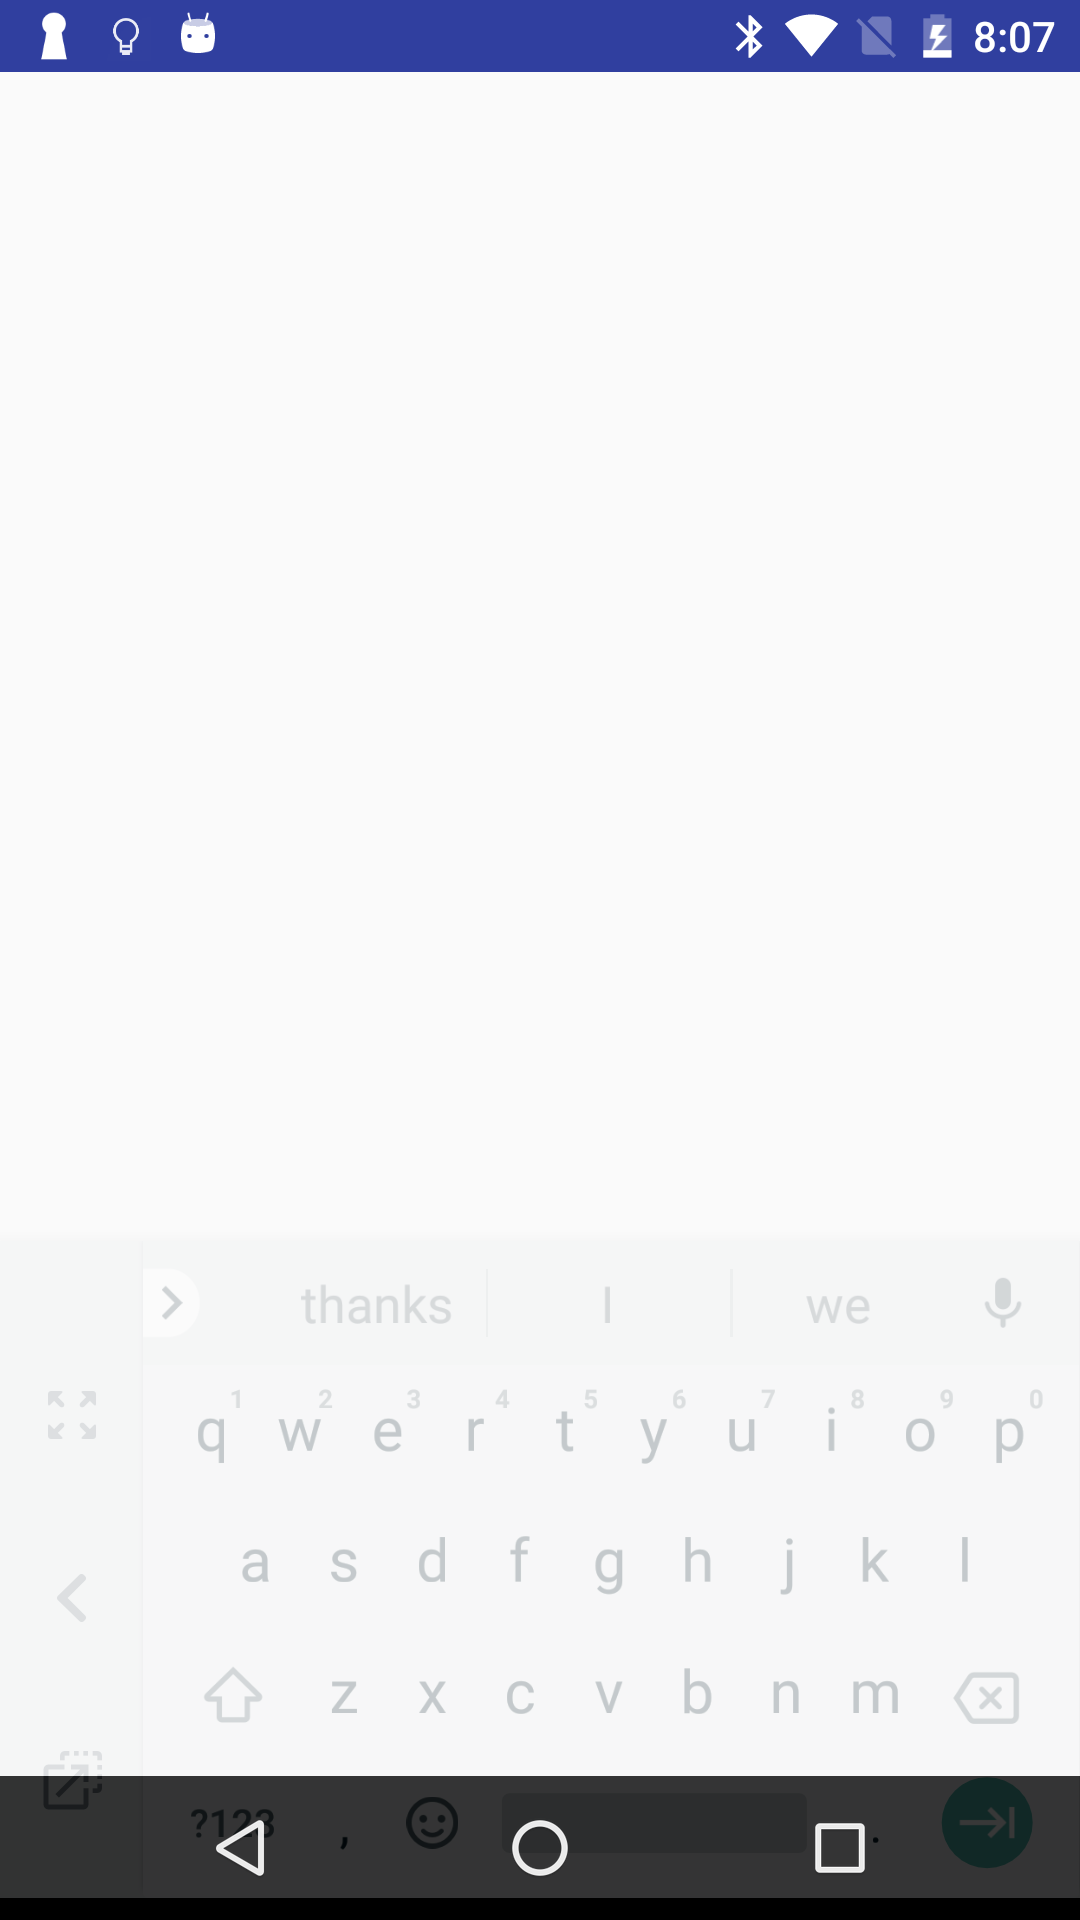 8:07
thanks I we
1 2 3 4 5 6 7 8 9 0
q w e r t y u i o p
a s d f g h j k l
z x c v b n m
?123 , .